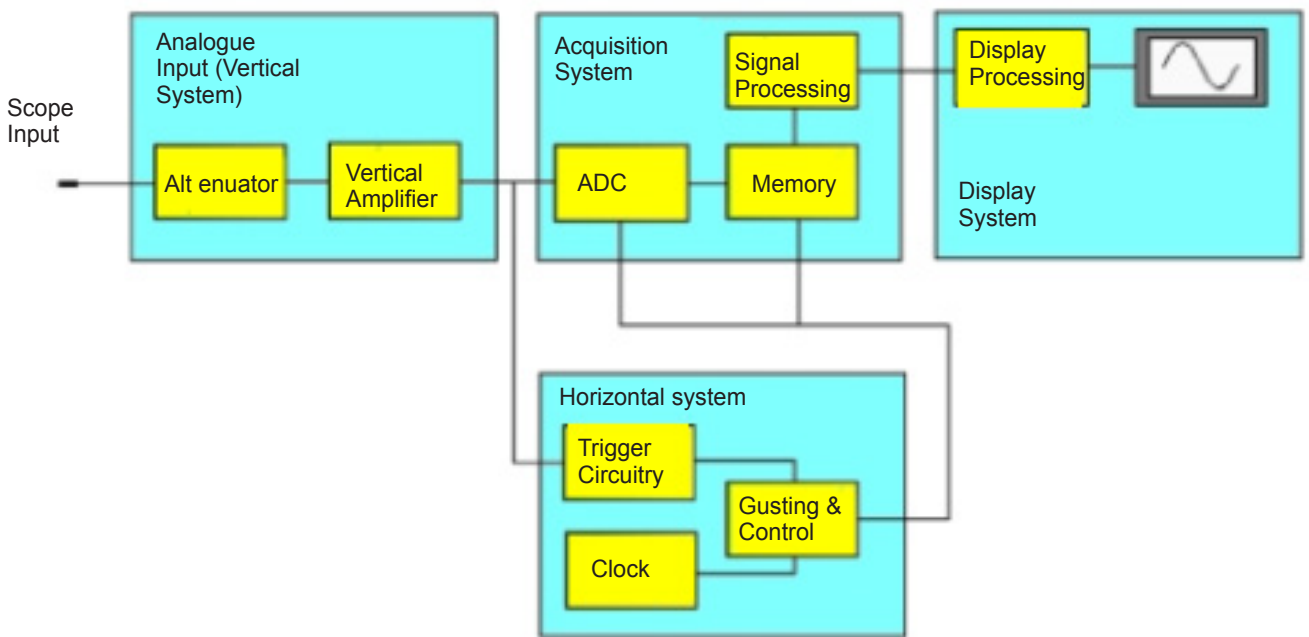 Scope
Input
Analogue
Input (Vertical
System)
Alt enuator
Vertical
Amplifier
Acquisition
System
Signal
Processing
ADC
Memory
Display
Processing
Display
System
Horizontal system
Trigger
Circuitry
Gusting &
Control
Clock